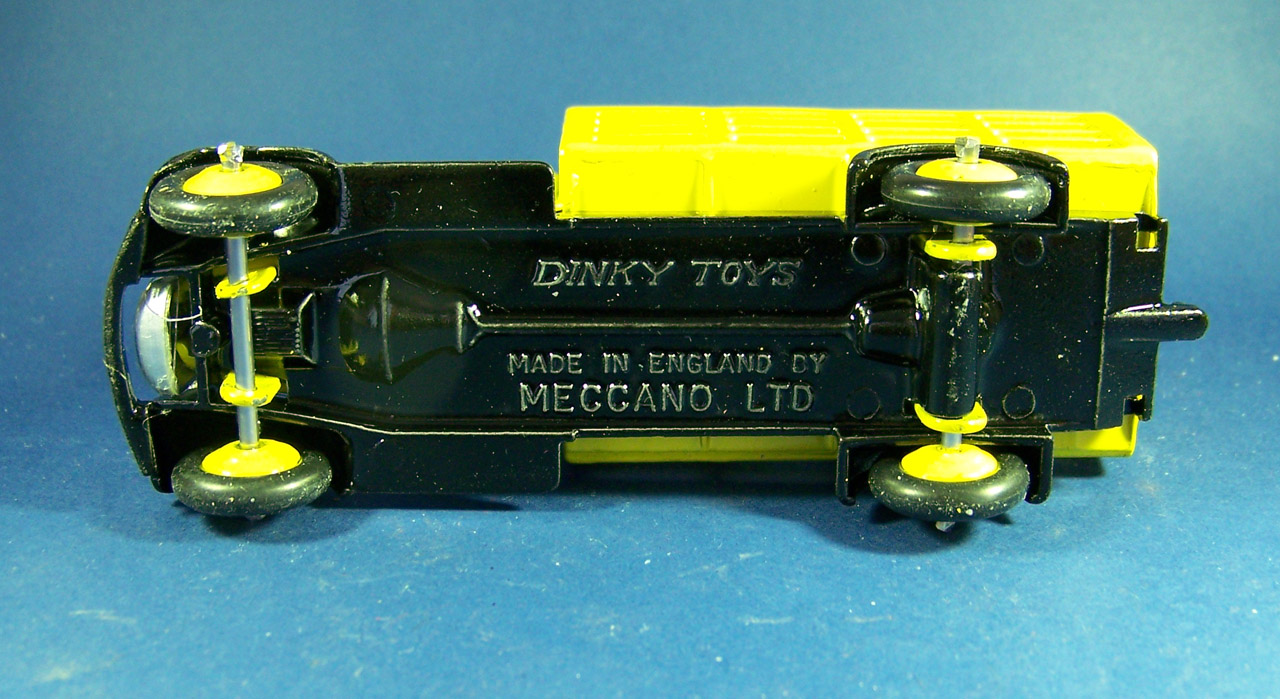 DINKY TOYS
MADE IN ENGLAND BY
MECCANO LTD